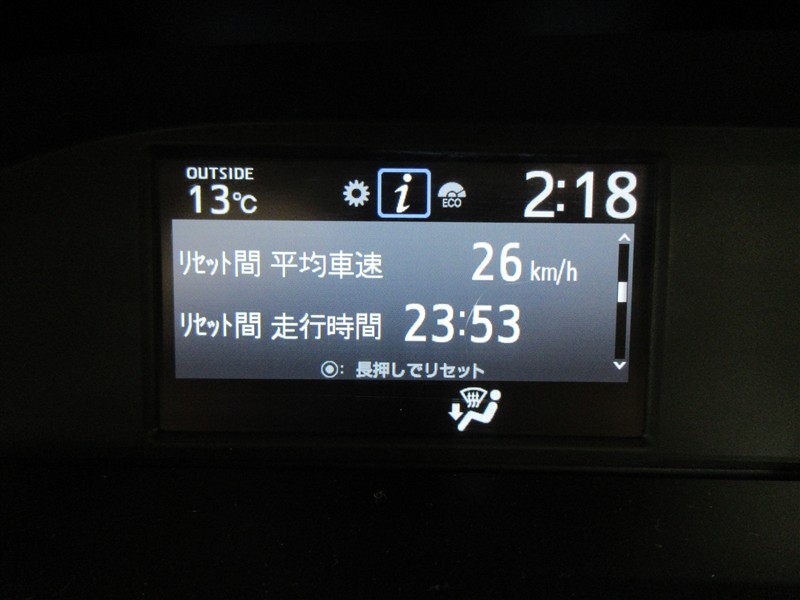 OUTSIDE
13℃
i
ECO
2:18
ﾘｾｯﾄ間 平均車速 26 km/h
ﾘｾｯﾄ間 走行時間 23:53
◉: 長押しでリセット